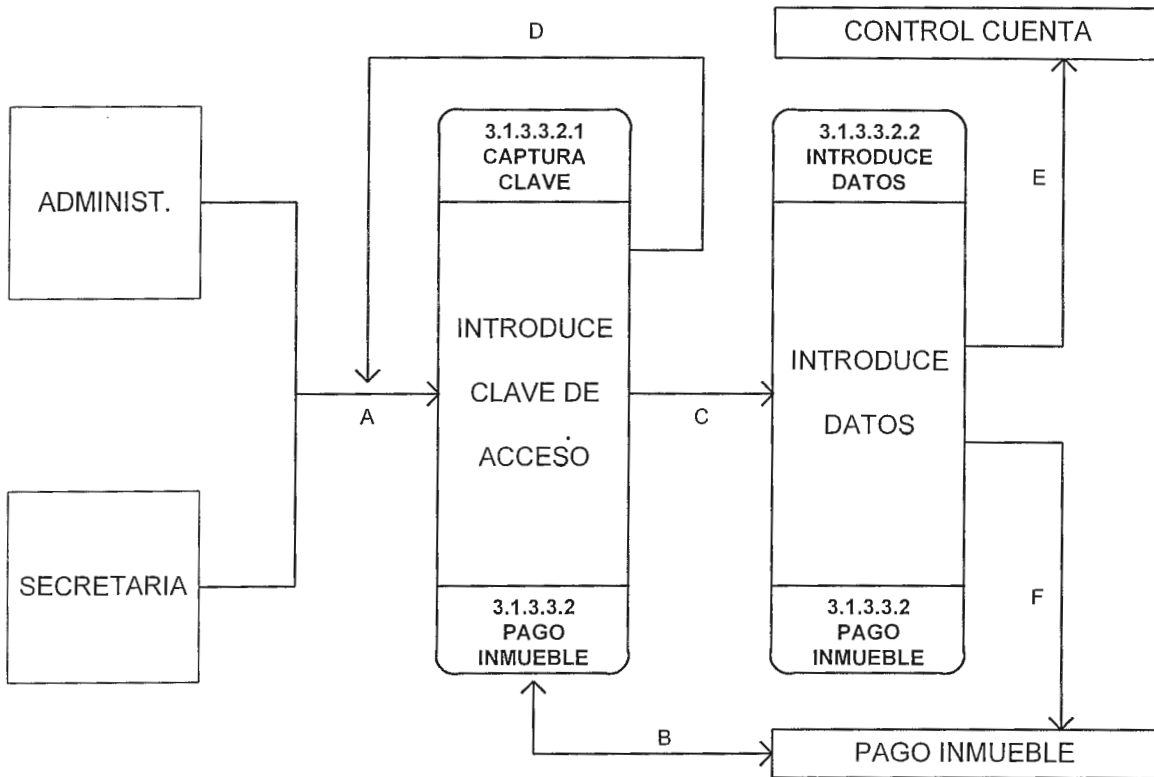 D
CONTROL CUENTA
3.1.3.3.2.1
CAPTURA
CLAVE
3.1.3.3.2.2
INTRODUCE
DATOS
E
ADMINIST.
INTRODUCE
CLAVE DE
ACCESO
INTRODUCE
DATOS
A
C
SECRETARIA
3.1.3.3.2
PAGO
INMUEBLE
3.1.3.3.2
PAGO
INMUEBLE
F
B
PAGO INMUEBLE